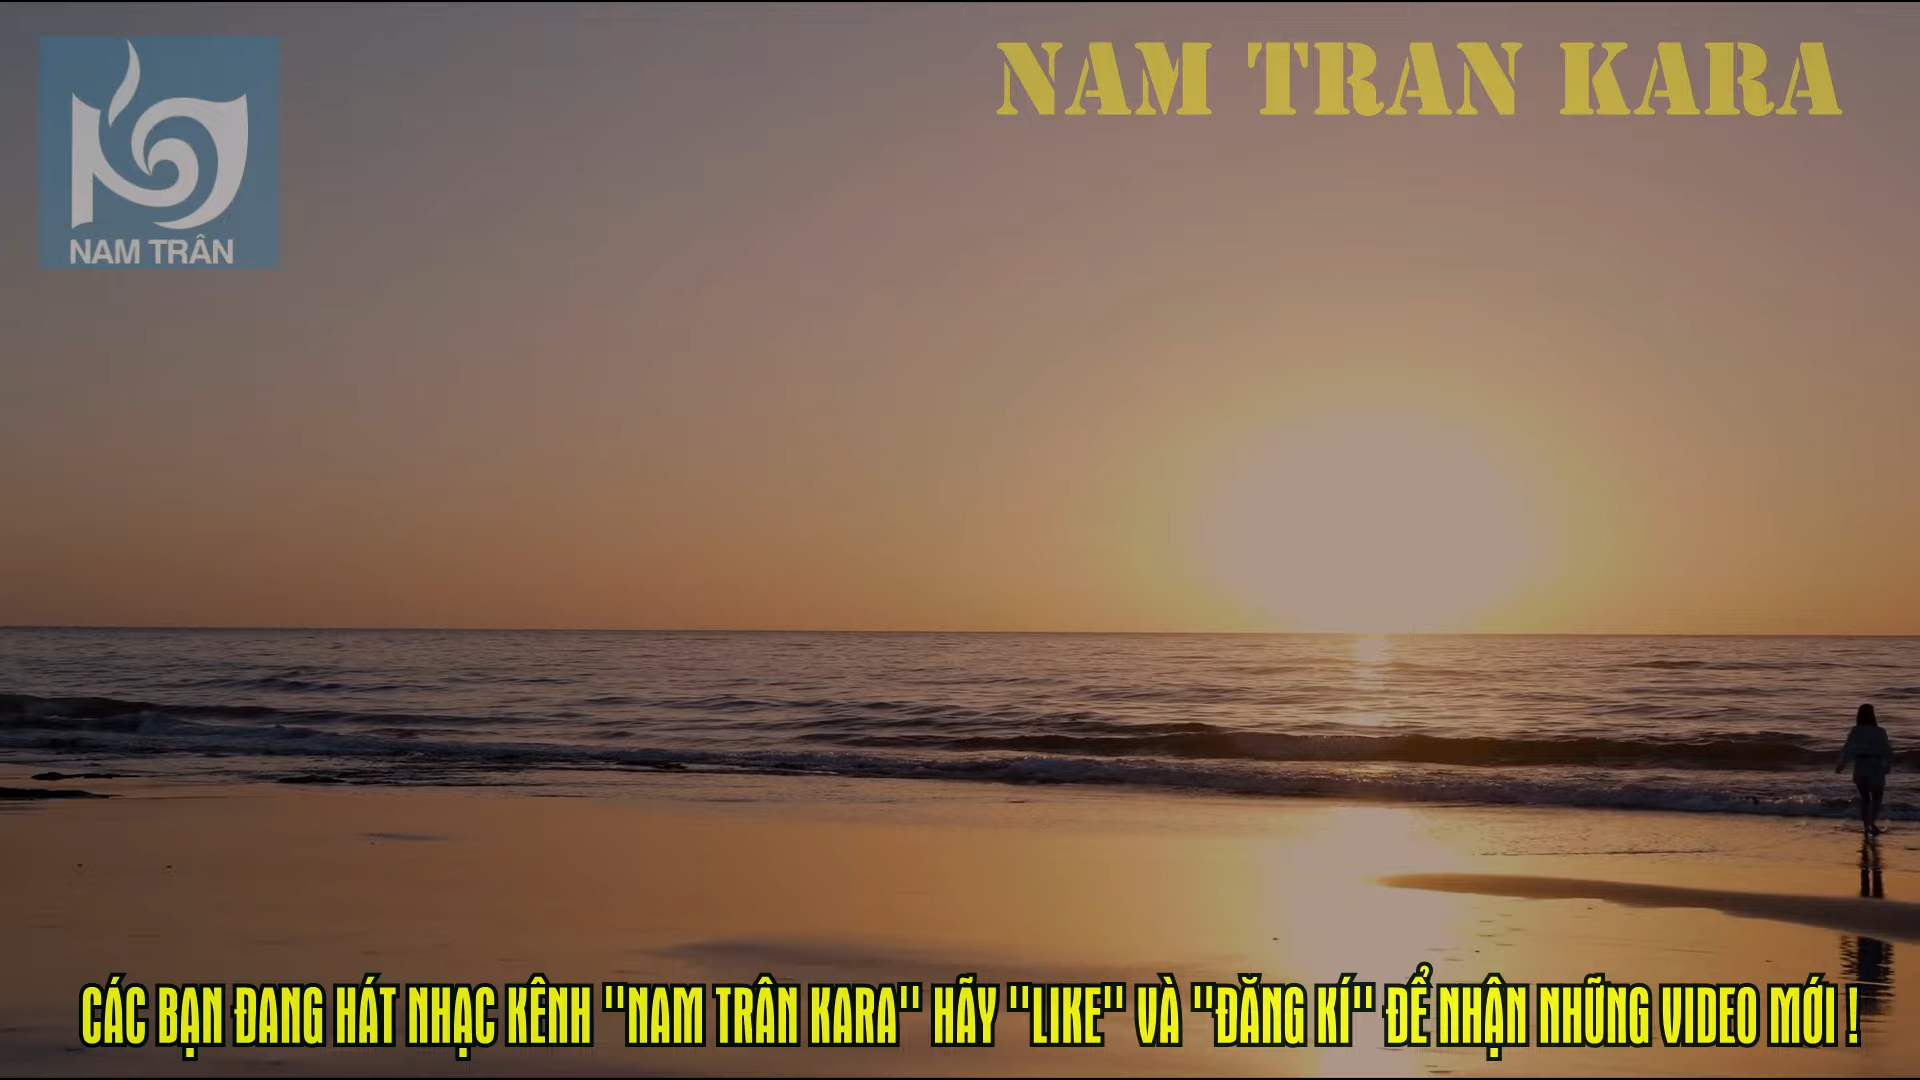 NAM TRAN KARA
NAM TRÂN
CÁC BẠN ĐANG HÁT NHẠC KÊNH "NAM TRÂN KARA" HÃY "LIKE" VÀ "ĐĂNG KÍ" ĐỂ NHẬN NHỮNG VIDEO MỚI !